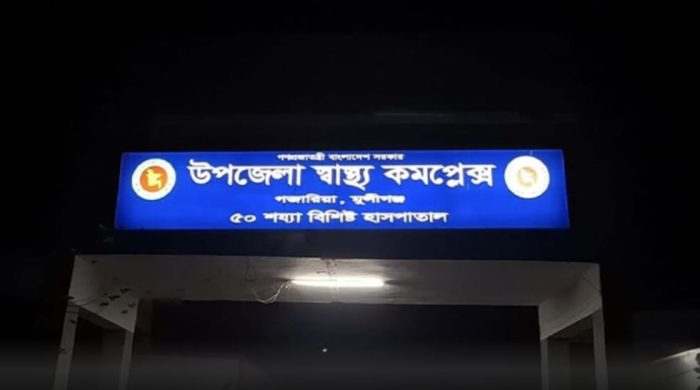 গণপ্রজাতন্ত্রী বাংলাদেশ সরকার
উপজেলা স্বাস্থ্য কমপ্লেক্স
গজারিয়া, মুন্সীগঞ্জ
৫০ শয্যা বিশিষ্ট হাসপাতাল